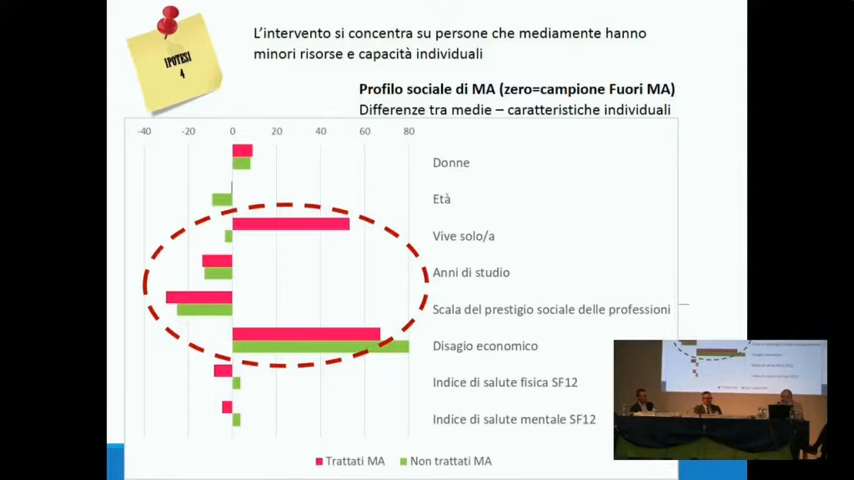 IPOTESI
4
L'intervento si concentra su persone che mediamente hanno
minori risorse e capacità individuali
Profilo sociale di MA (zero=campione Fuori MA)
Differenze tra medie – caratteristiche individuali
-40 -20 0 20 40 60 80
Donne
Età
Vive solo/a
Anni di studio
Scala del prestigio sociale delle professioni
Disagio economico
Indice di salute fisica SF12
Indice di salute mentale SF12
Trattati MA Non trattati MA